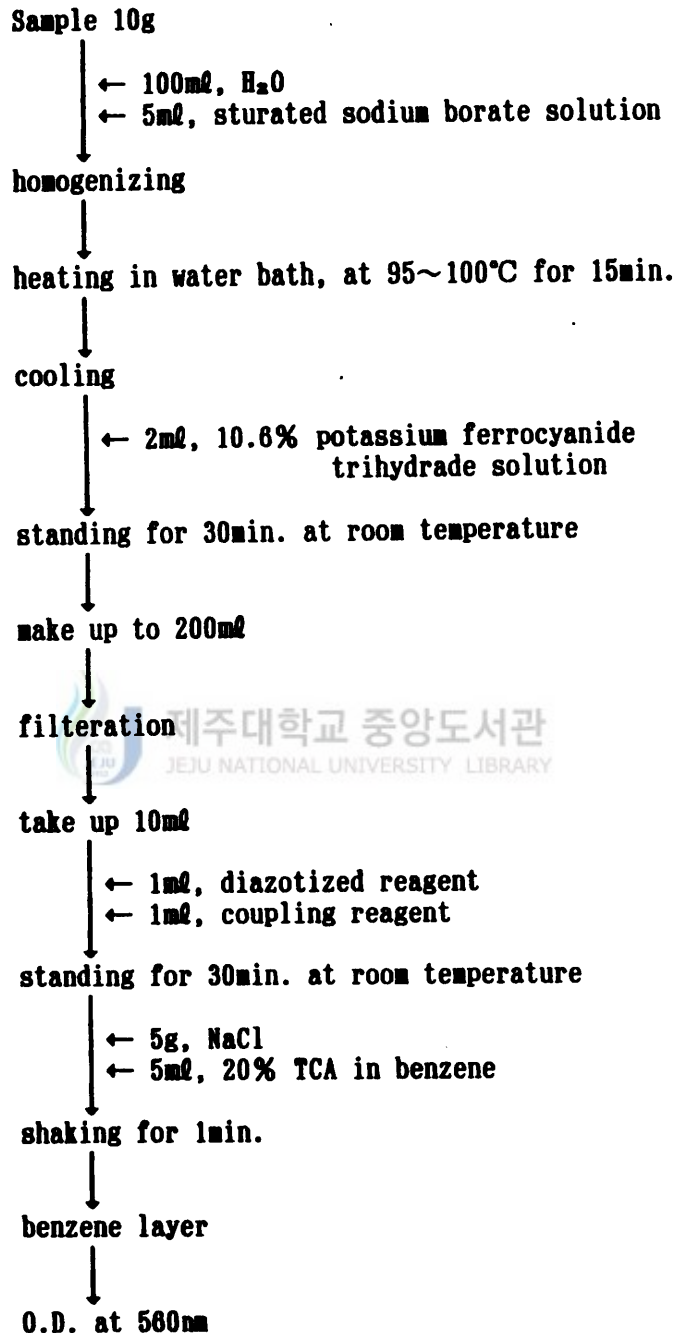 Sample 10g
← 100mℓ, H₂O
← 5mℓ, sturated sodium borate solution
homogenizing
heating in water bath, at 95~100°C for 15min.
cooling
← 2mℓ, 10.6% potassium ferrocyanide
trihydrade solution
standing for 30min. at room temperature
make up to 200mℓ
filteration
제주대학교 중앙도서관
JEJU NATIONAL UNIVERSITY LIBRARY
take up 10mℓ
← 1mℓ, diazotized reagent
← 1mℓ, coupling reagent
standing for 30min. at room temperature
← 5g, NaCl
← 5mℓ, 20% TCA in benzene
shaking for 1min.
benzene layer
O.D. at 560nm